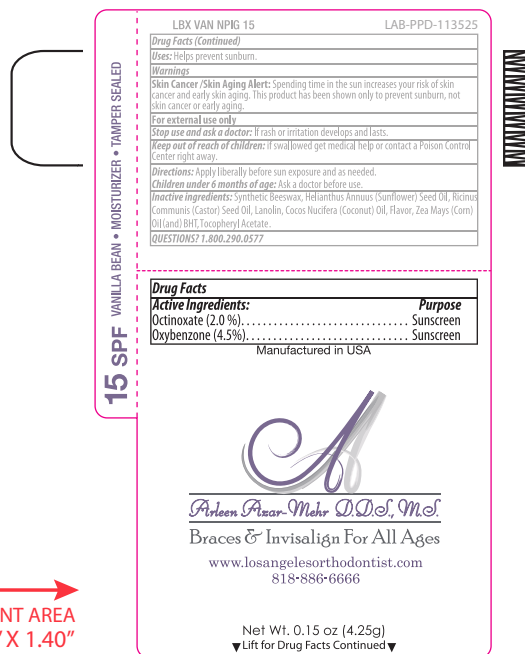 LBX VAN NPIG 15
LAB-PPD-113525
Drug Facts (Continued)
Uses: Helps prevent sunburn.
Warnings
Skin Cancer /Skin Aging Alert: Spending time in the sun increases your risk of skin
cancer and early skin aging. This product has been shown only to prevent sunburn, not
skin cancer or early aging.
For external use only
Stop use and ask a doctor: If rash or irritation develops and lasts.
Keep out of reach of children: if swallowed get medical help or contact a Poison Control
Center right away.
Directions: Apply liberally before sun exposure and as needed.
Children under 6 months of age: Ask a doctor before use.
Inactive ingredients: Synthetic Beeswax, Helianthus Annuus (Sunflower) Seed Oil, Ricinus
Communis (Castor) Seed Oil, Lanolin, Cocos Nucifera (Coconut) Oil, Flavor, Zea Mays (Corn)
Oil (and) BHT, Tocopheryl Acetate.
QUESTIONS? 1.800.290.0577
15 SPF VANILLA BEAN • MOISTURIZER • TAMPER SEALED
Drug Facts
Active Ingredients: Purpose
Octinoxate (2.0 %)............................. Sunscreen
Oxybenzone (4.5%)............................ Sunscreen
Manufactured in USA
A
Arleen Azar-Mehr D.D.S., M.S.
Braces & Invisalign For All Ages
www.losangelesorthodontist.com
818-886-6666
Net Wt. 0.15 oz (4.25g)
▼Lift for Drug Facts Continued▼
NT AREA
" X 1.40"